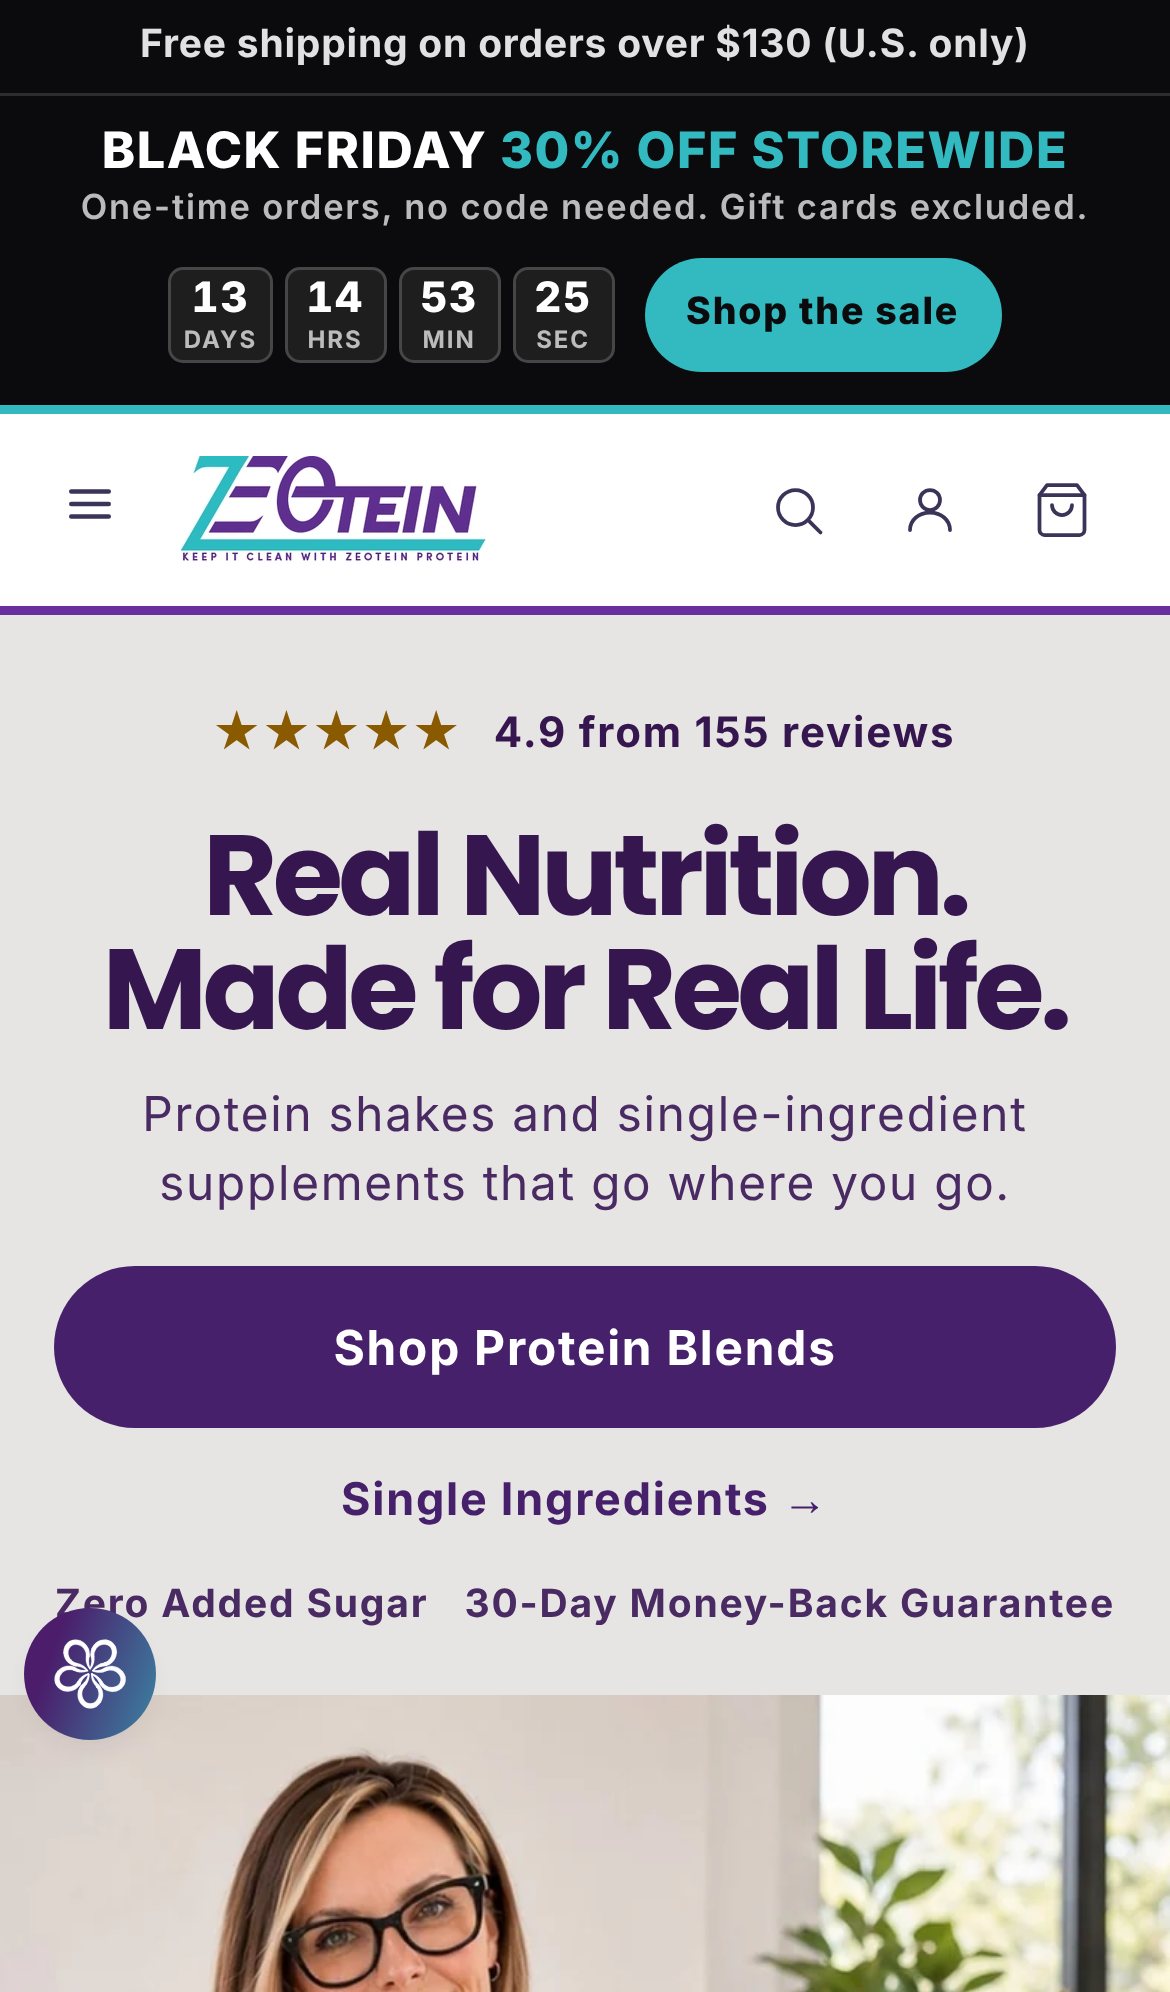 Free shipping on orders over $130 (U.S. only)
BLACK FRIDAY 30% OFF STOREWIDE
One-time orders, no code needed. Gift cards excluded.
13 14 53 25
DAYS HRS MIN SEC
Shop the sale
ZEOTEIN
KEEP IT CLEAN WITH ZEOTEIN PROTEIN
★★★★★ 4.9 from 155 reviews
Real Nutrition.
Made for Real Life.
Protein shakes and single-ingredient
supplements that go where you go.
Shop Protein Blends
Single Ingredients →
Zero Added Sugar 30-Day Money-Back Guarantee